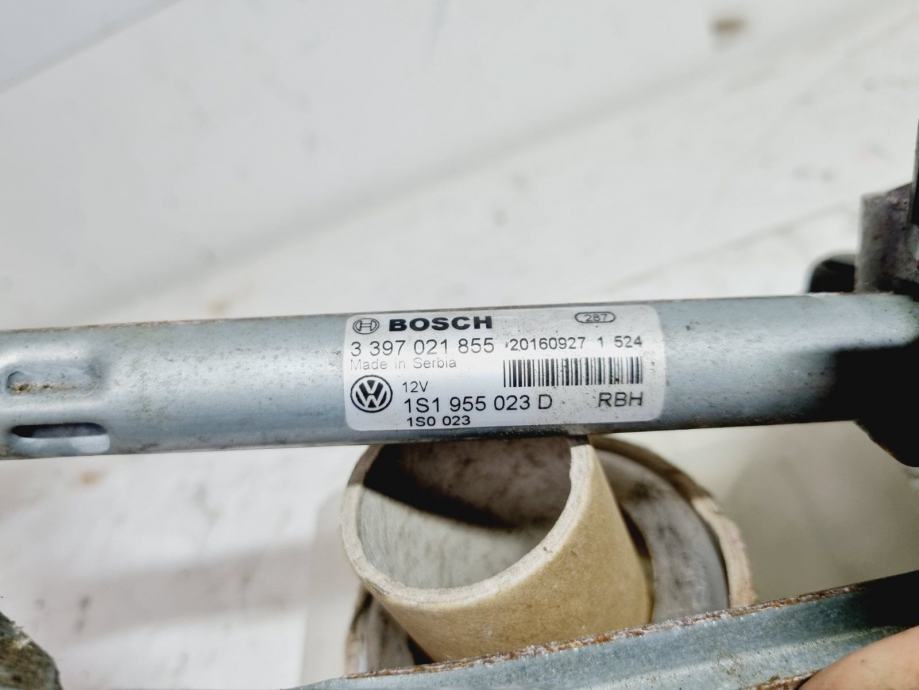 BOSCH 287
3 397 021 855 20160927 1 524
Made in Serbia
12V
1S1 955 023 D RBH
1S0 023